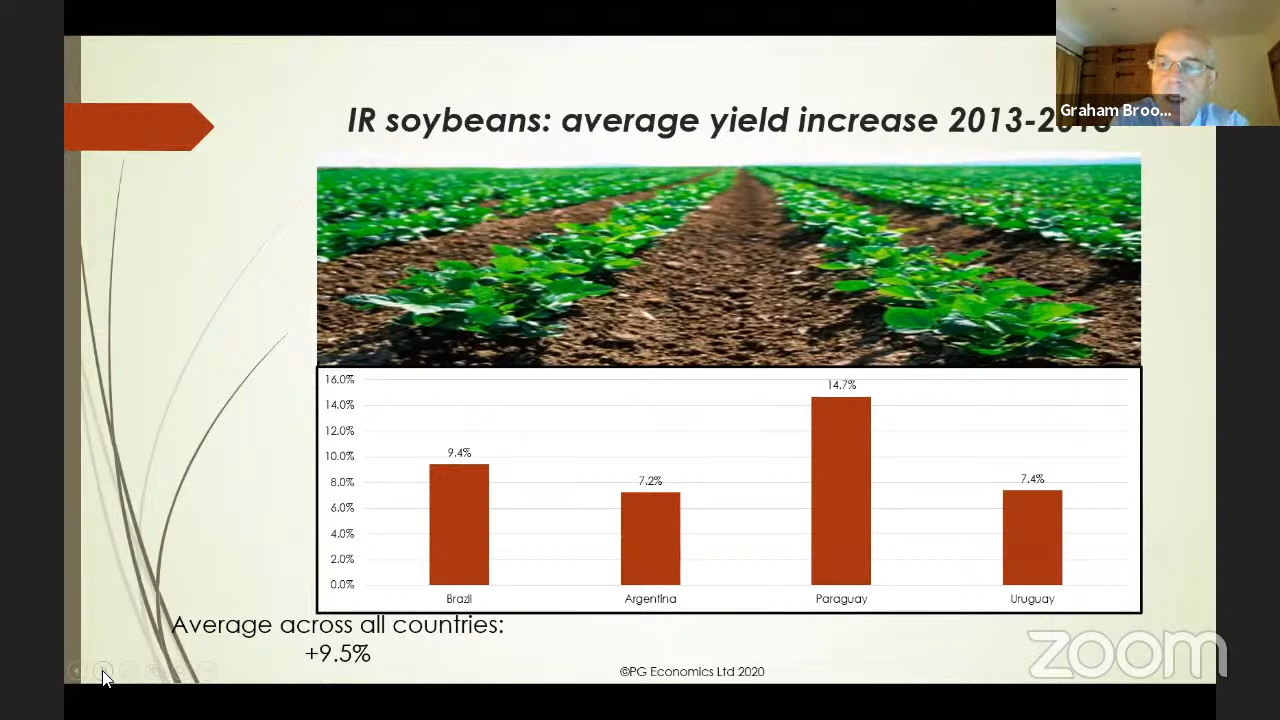 IR soybeans: average yield increase 2013-
Graham Broo...
16.0%
14.0%
12.0%
10.0%
8.0%
6.0%
4.0%
2.0%
0.0%
9.4%
7.2%
14.7%
7.4%
Brazil
Argentina
Paraguay
Uruguay
Average across all countries:
+9.5%
©PG Economics Ltd 2020
zoom